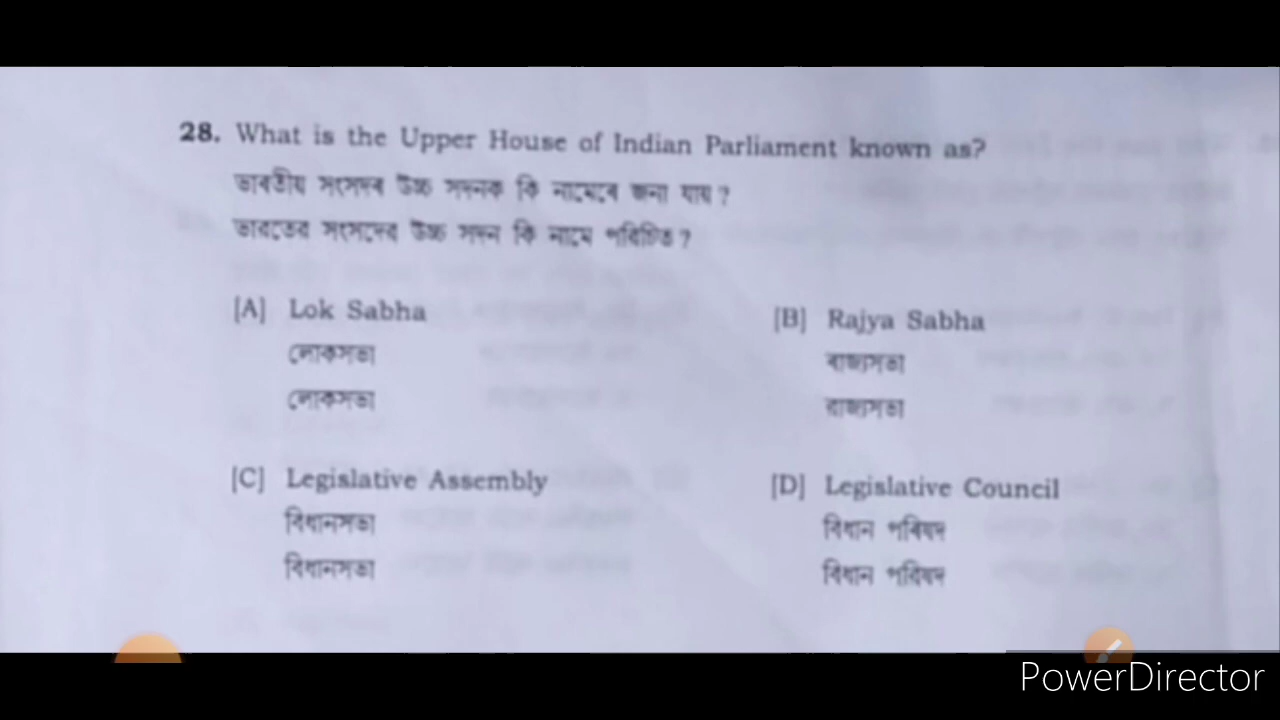 28. What is the Upper House of Indian Parliament known as?
ভাৰতীয় সংসদৰ উচ্চ সদনক কি নামেৰে জনা যায় ?
ভারতের সংসদের উচ্চ সদন কি নামে পরিচিত ?
[A] Lok Sabha
লোকসভা
লোকসভা
[B] Rajya Sabha
ৰাজ্যসভা
রাজ্যসভা
[C] Legislative Assembly
বিধানসভা
বিধানসভা
[D] Legislative Council
বিধান পৰিষদ
বিধান পরিষদ
PowerDirector